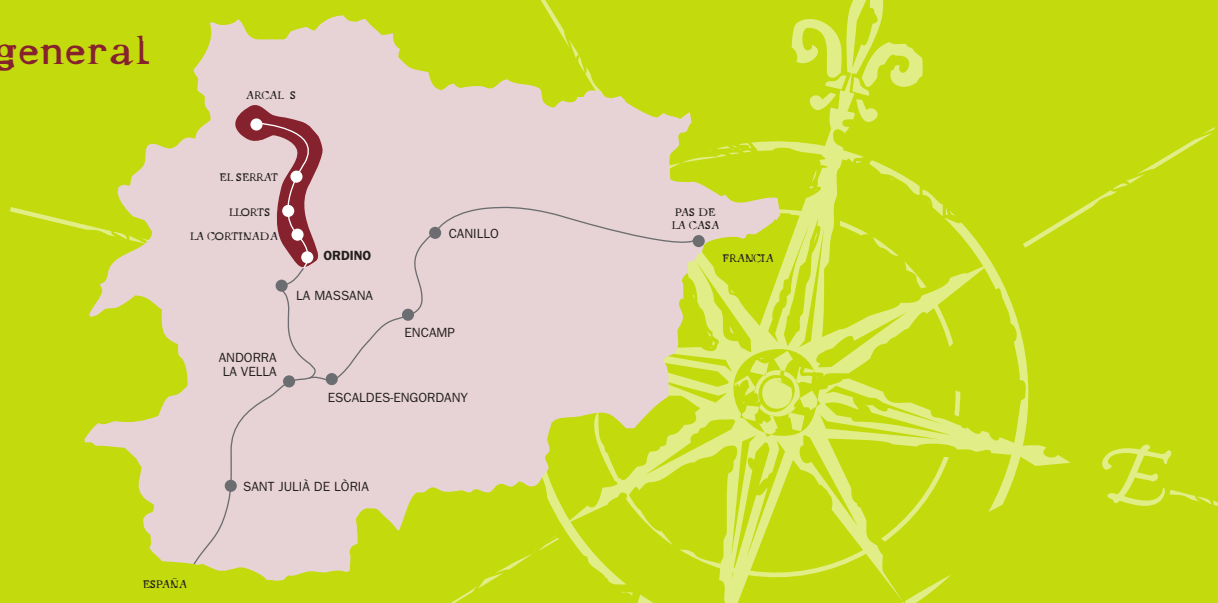 general
ARCALÍS
EL SERRAT
LLORTS
LA CORTINADA
ORDINO
PAS DE
LA CASA
CANILLO
FRANCIA
LA MASSANA
ENCAMP
ANDORRA
LA VELLA
ESCALDES-ENGORDANY
SANT JULIÀ DE LÒRIA
ESPAÑA
E